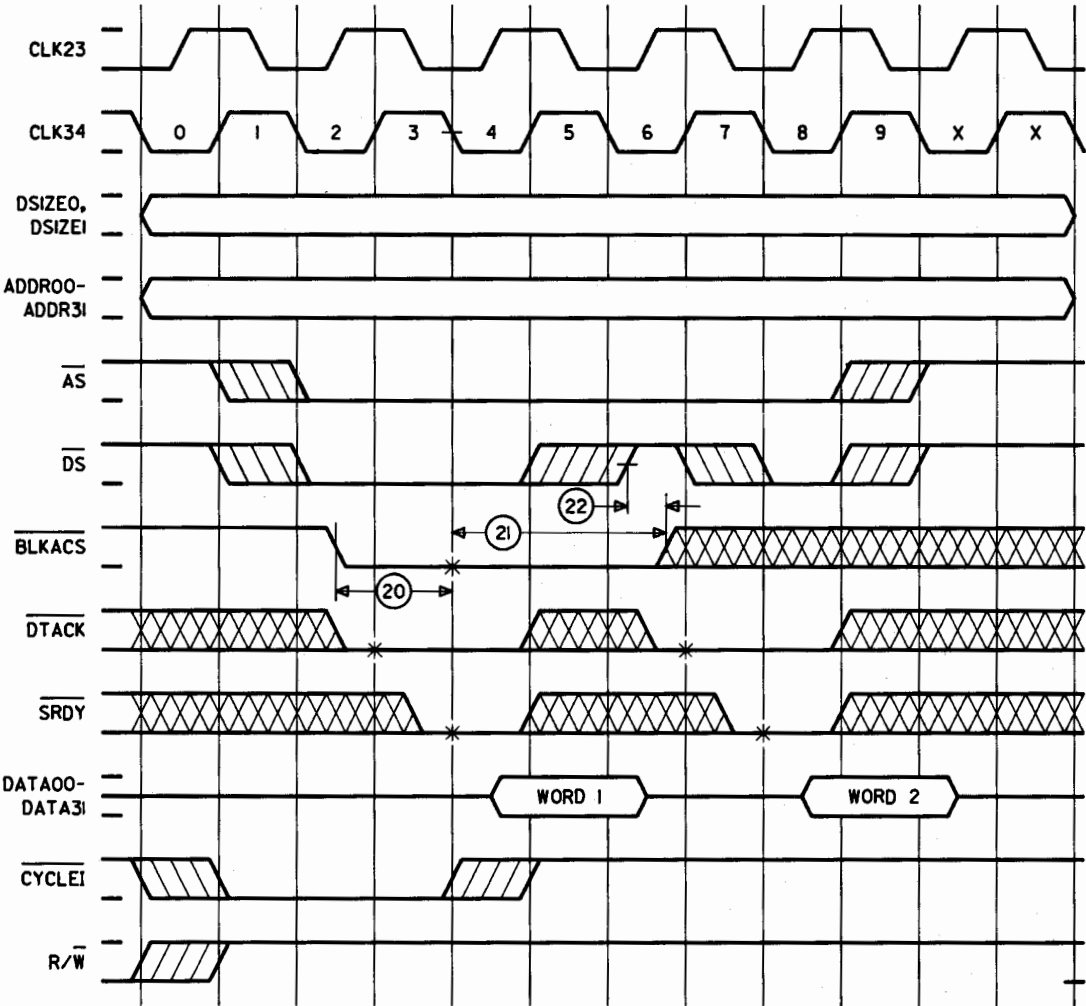 CLK23
CLK34
0 1 2 3 4 5 6 7 8 9 X X
DSIZE0,
DSIZE1
ADDR00-
ADDR31
AS
DS
22
BLKACS
21
20
DTACK
SRDY
DATA00-
DATA31
WORD 1
WORD 2
CYCLEI
R/W